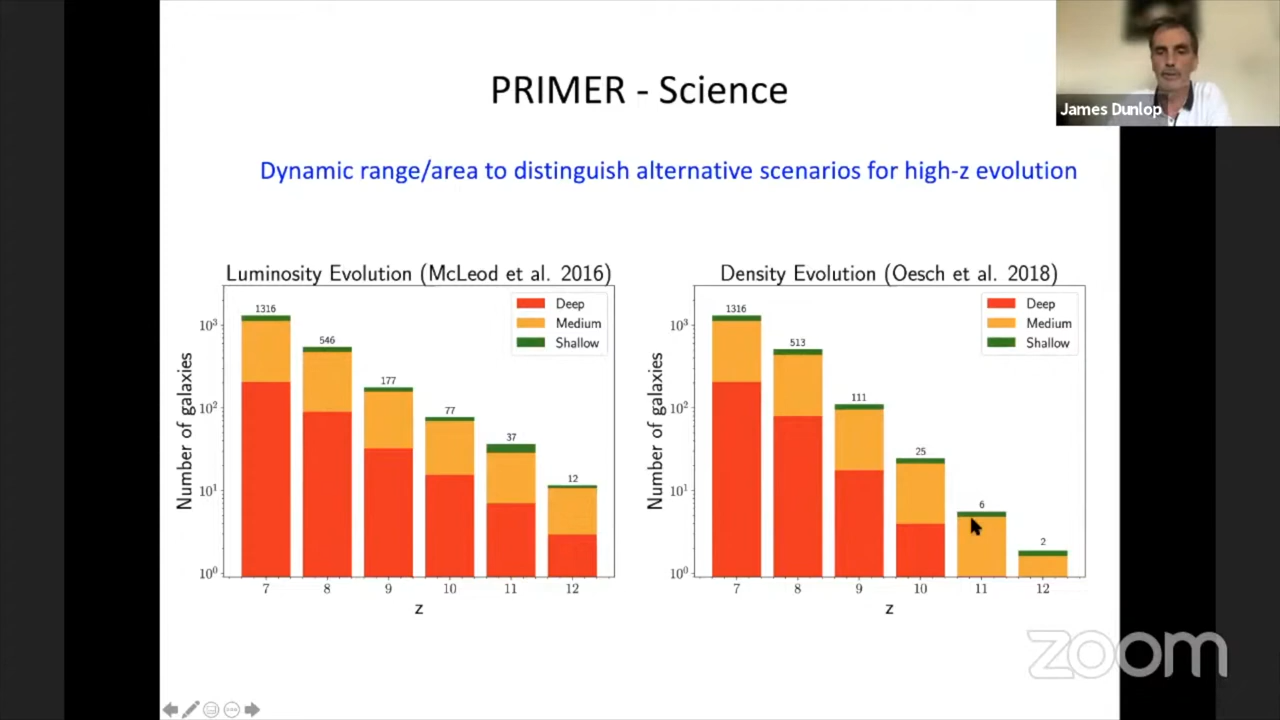 PRIMER - Science
James Dunlop
Dynamic range/area to distinguish alternative scenarios for high-z evolution
Luminosity Evolution (McLeod et al. 2016)
Deep
Medium
Shallow
1316
546
177
77
37
12
10³
10²
10¹
10⁰
Number of galaxies
7 8 9 10 11 12
z
Density Evolution (Oesch et al. 2018)
Deep
Medium
Shallow
1316
513
111
25
6
2
10³
10²
10¹
10⁰
Number of galaxies
7 8 9 10 11 12
z
zoom